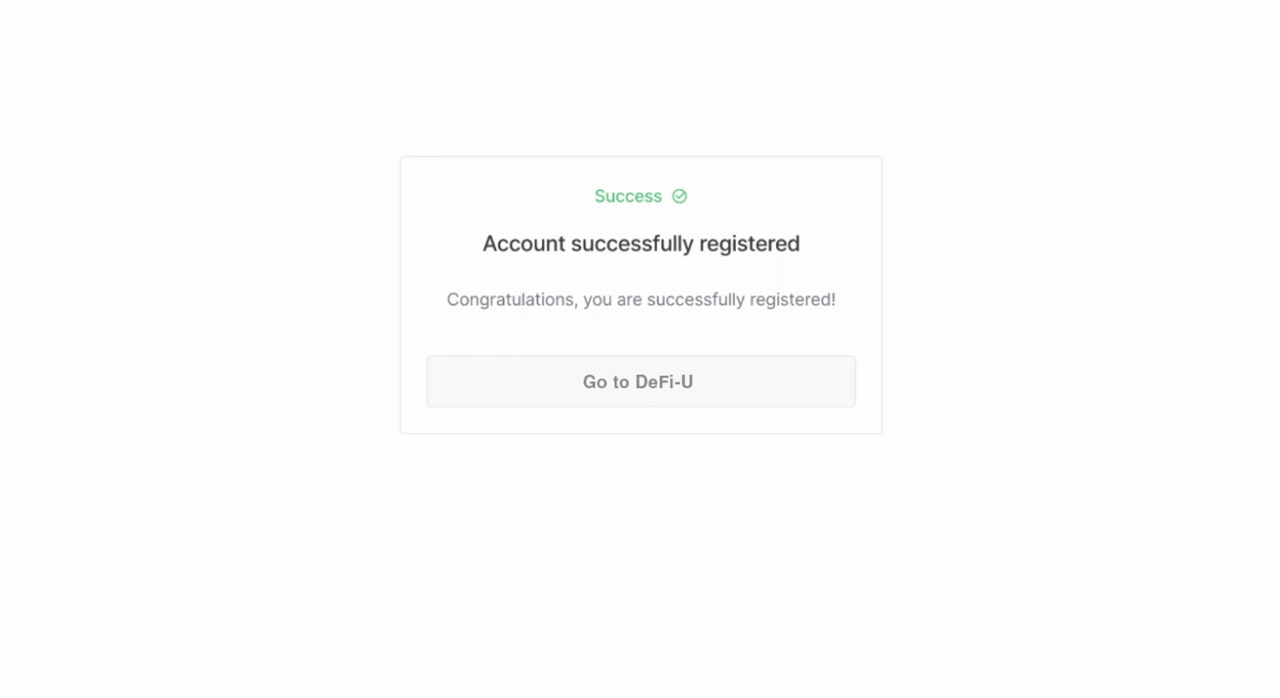 Success
Account successfully registered
Congratulations, you are successfully registered!
Go to DeFi-U